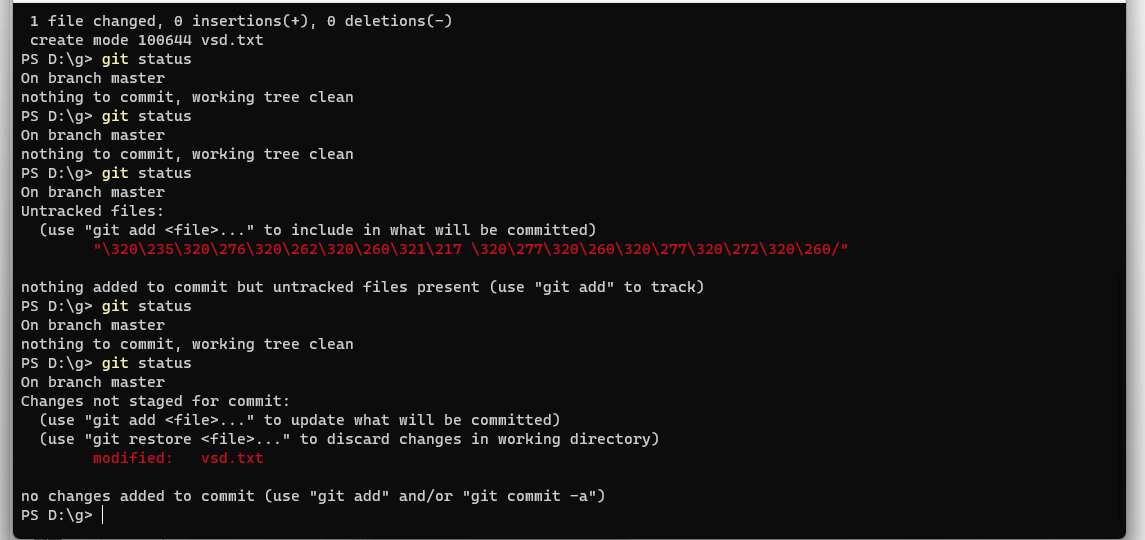 1 file changed, 0 insertions(+), 0 deletions(-)
create mode 100644 vsd.txt
PS D:\g> git status
On branch master
nothing to commit, working tree clean
PS D:\g> git status
On branch master
nothing to commit, working tree clean
PS D:\g> git status
On branch master
Untracked files:
(use "git add <file>..." to include in what will be committed)
"\320\235\320\276\320\262\320\260\321\217 \320\277\320\260\320\277\320\272\320\260/"
nothing added to commit but untracked files present (use "git add" to track)
PS D:\g> git status
On branch master
nothing to commit, working tree clean
PS D:\g> git status
On branch master
Changes not staged for commit:
(use "git add <file>..." to update what will be committed)
(use "git restore <file>..." to discard changes in working directory)
modified:   vsd.txt
no changes added to commit (use "git add" and/or "git commit -a")
PS D:\g>